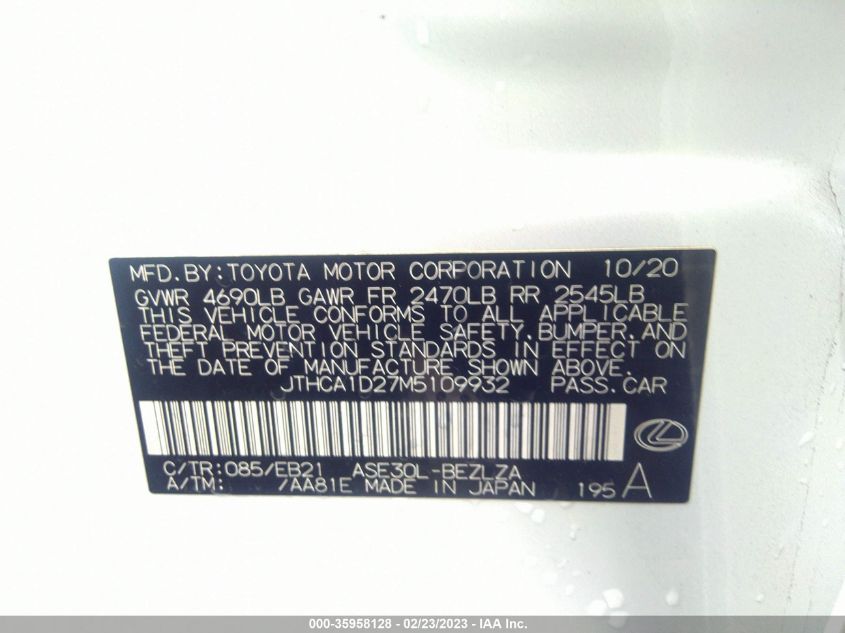 MFD.BY:TOYOTA MOTOR CORPORATION 10/20
GVWR 4690LB GAWR FR 2470LB RR 2545LB
THIS VEHICLE CONFORMS TO ALL APPLICABLE
FEDERAL MOTOR VEHICLE SAFETY,BUMPER,AND
THEFT PREVENTION STANDARDS IN EFFECT ON
THE DATE OF MANUFACTURE SHOWN ABOVE.
JTHCA1D27M5109932 PASS.CAR
C/TR:085/EB21 ASE30L-BEZLZA
A/TM: /AA81E MADE IN JAPAN 195 A
000-35958128 - 02/23/2023 - IAA Inc.